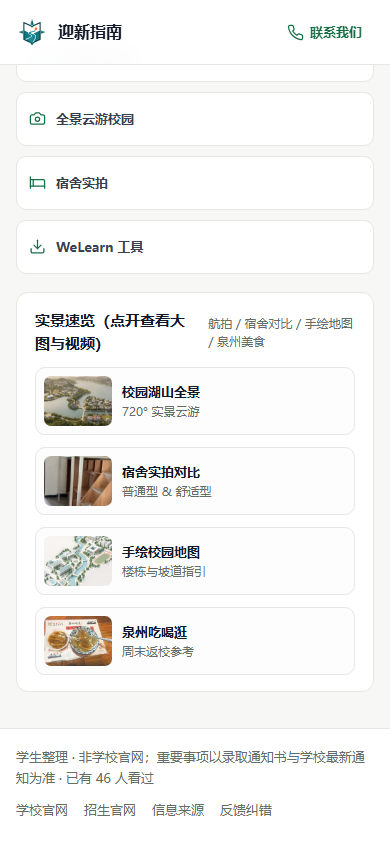 迎新指南
联系我们
全景云游校园
宿舍实拍
WeLearn 工具
实景速览（点开查看大
图与视频）
航拍 / 宿舍对比 / 手绘地图
/ 泉州美食
校园湖山全景
720° 实景云游
宿舍实拍对比
普通型 & 舒适型
手绘校园地图
楼栋与坡道指引
泉州吃喝逛
周末返校参考
学生整理 · 非学校官网；重要事项以录取通知书与学校最新通
知为准 · 已有 46 人看过
学校官网 招生官网 信息来源 反馈纠错